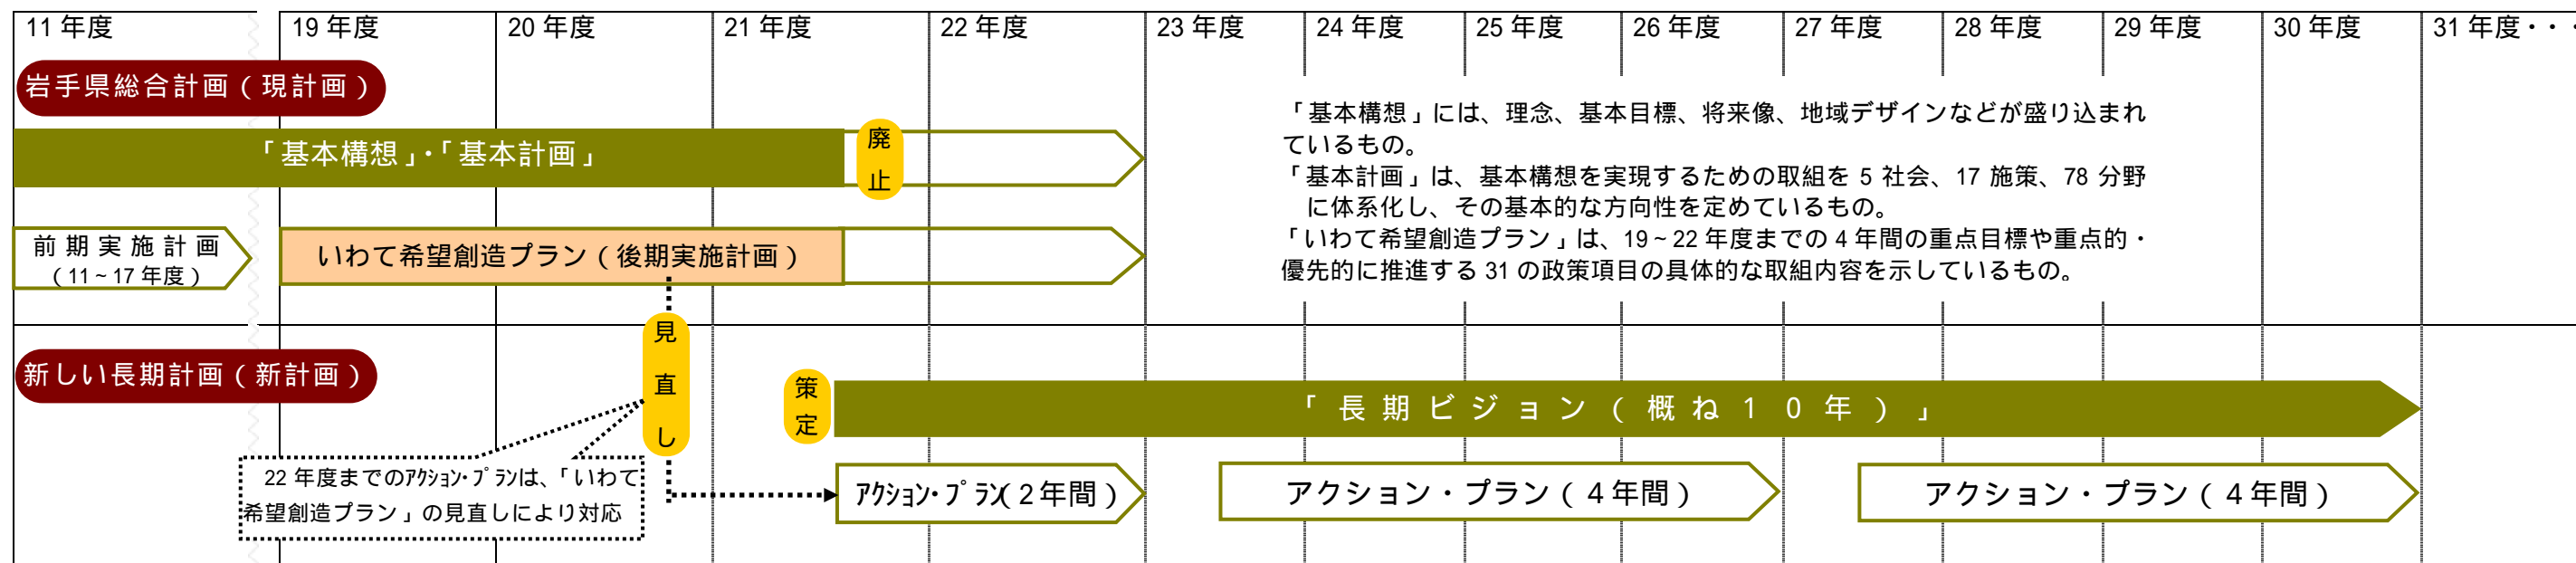 11 年度 19 年度 20 年度 21 年度 22 年度 23 年度 24 年度 25 年度 26 年度 27 年度 28 年度 29 年度 30 年度 31 年度・・・
岩手県総合計画（現計画）
「基本構想」・「基本計画」
廃止
「基本構想」には、理念、基本目標、将来像、地域デザインなどが盛り込まれ
ているもの。
「基本計画」は、基本構想を実現するための取組を 5 社会、17 施策、78 分野
に体系化し、その基本的な方向性を定めているもの。
「いわて希望創造プラン」は、19～22 年度までの 4 年間の重点目標や重点的・
優先的に推進する 31 の政策項目の具体的な取組内容を示しているもの。
前期実施計画
（11～17 年度）
いわて希望創造プラン（後期実施計画）
見直し
新しい長期計画（新計画）
策定
「長期ビジョン（概ね１０年）」
22 年度までのｱｸｼｮﾝ･ﾌﾟﾗﾝは、「いわて
希望創造プラン」の見直しにより対応
ｱｸｼｮﾝ･ﾌﾟﾗﾝ（２年間）
アクション・プラン（４年間）
アクション・プラン（４年間）